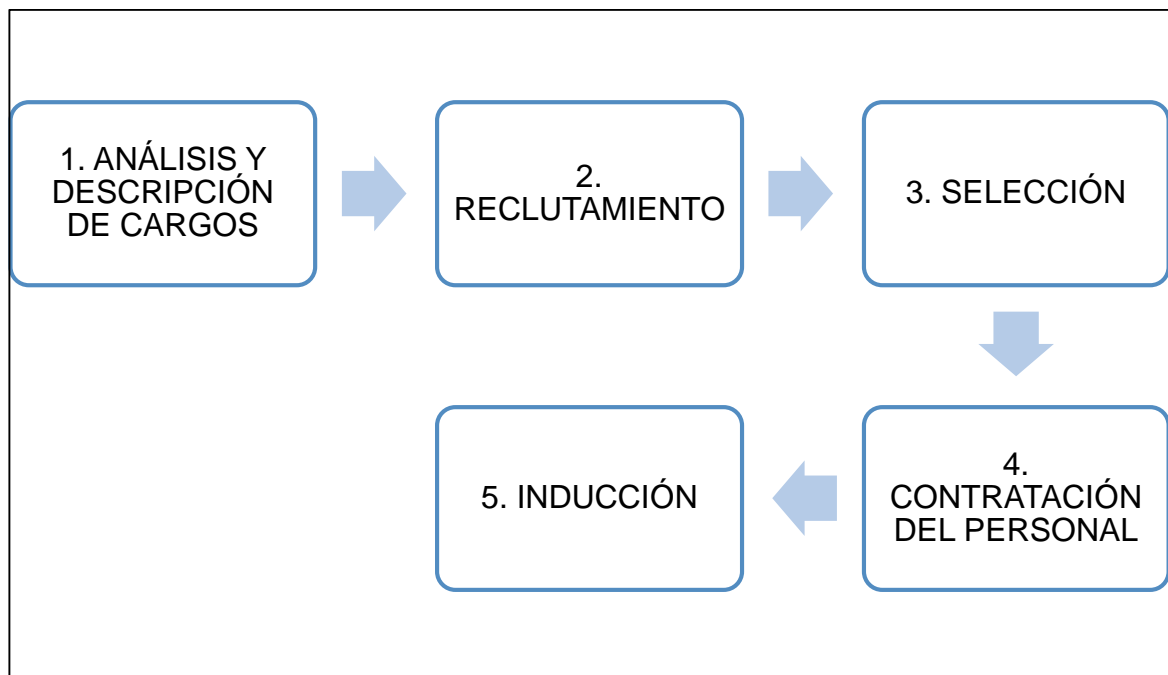 1. ANÁLISIS Y
DESCRIPCIÓN
DE CARGOS
2.
RECLUTAMIENTO
3. SELECCIÓN
4.
CONTRATACIÓN
DEL PERSONAL
5. INDUCCIÓN